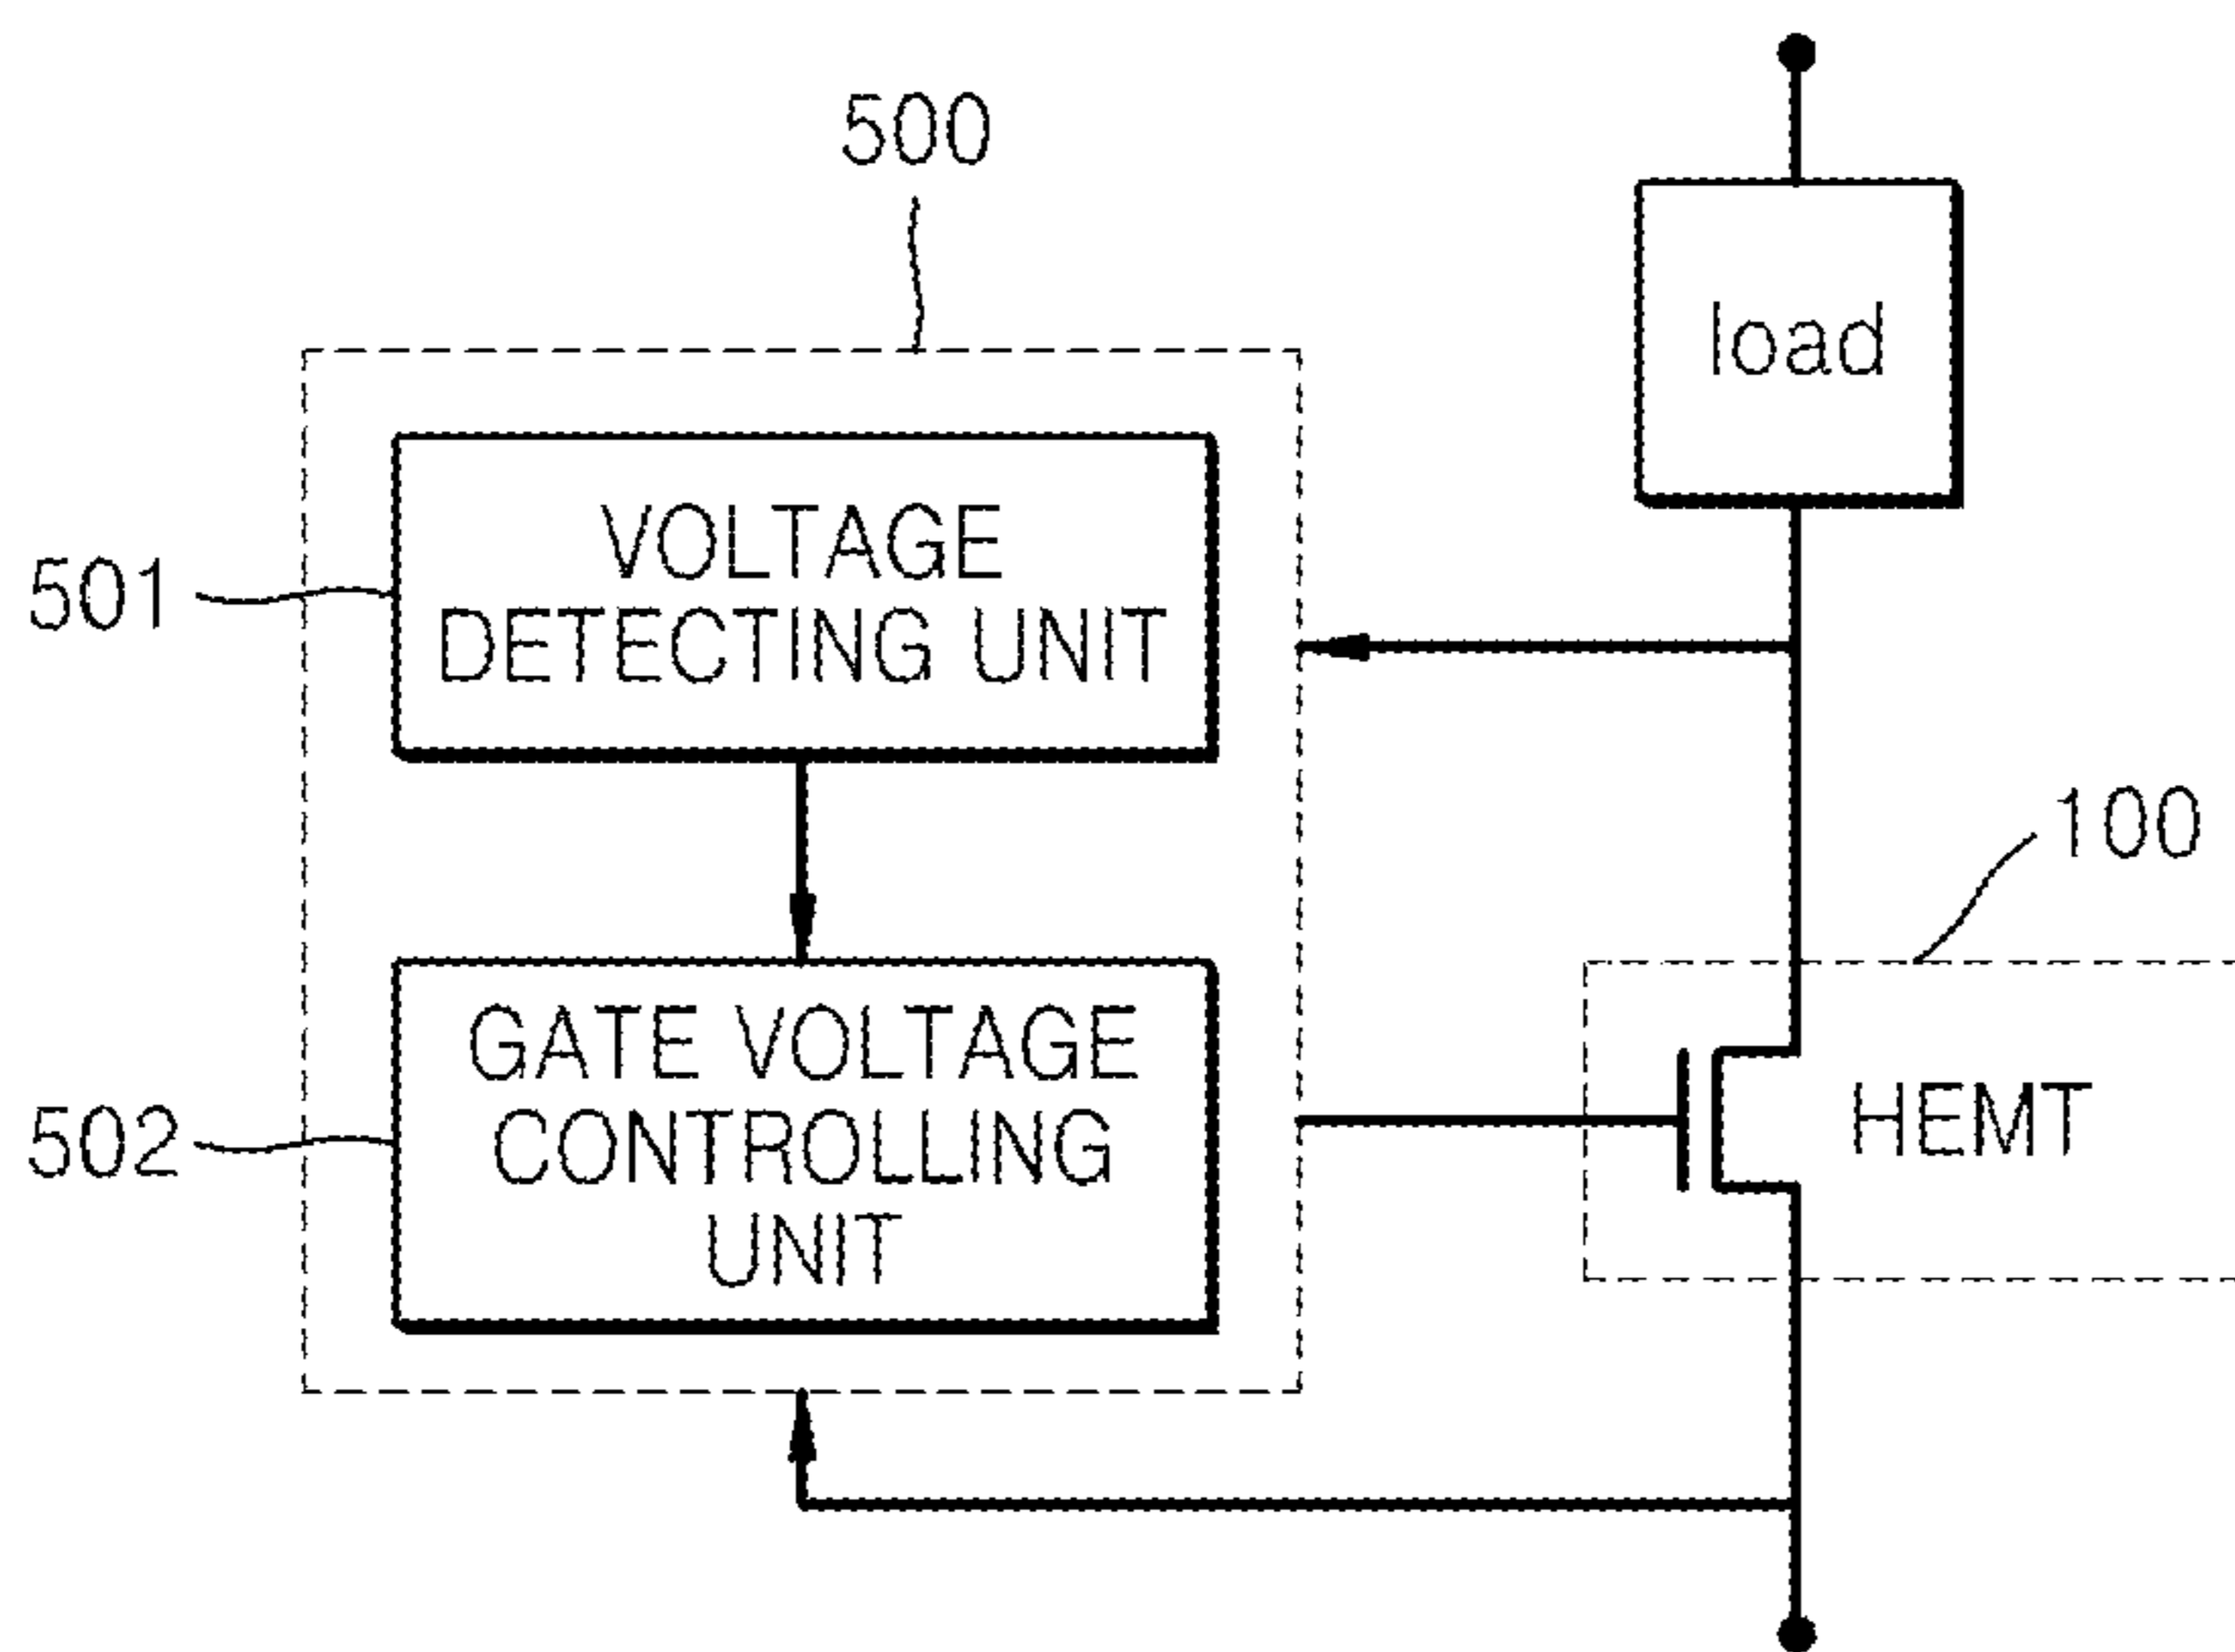 500
load
501
VOLTAGE
DETECTING UNIT
100
502
GATE VOLTAGE
CONTROLLING
UNIT
HEMT